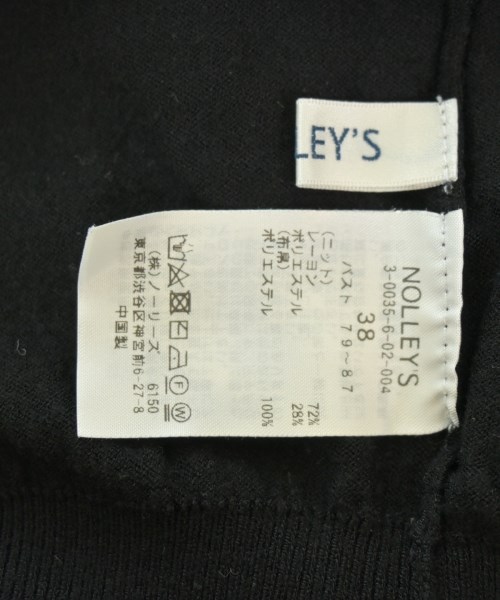 LLEY'S
NOLLEY'S
3-0035-6-02-004
38
バスト 79~87
(ニット)
レーヨン 72%
ポリエステル 28%
(布帛)
ポリエステル 100%
(株)ノーリーズ 6150
東京都渋谷区神宮前6-27-8
中国製